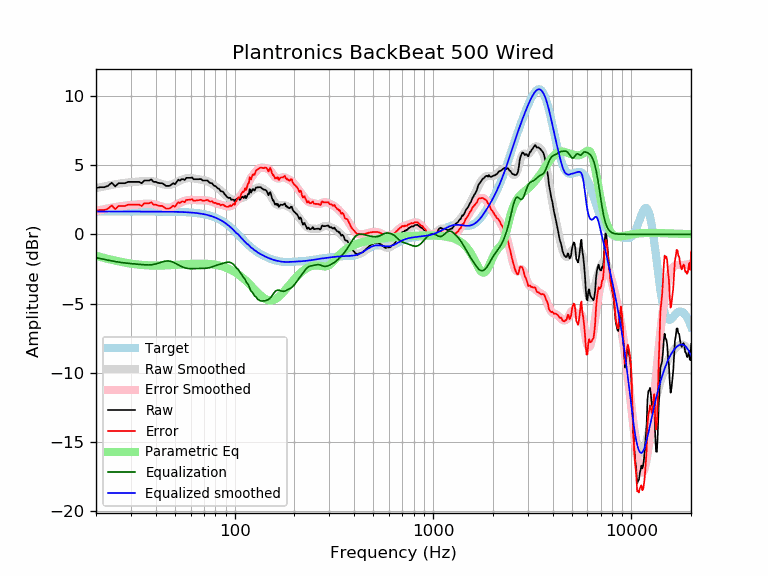 Plantronics BackBeat 500 Wired
10
5
0
−5
−10
−15
−20
Amplitude (dBr)
Target
Raw Smoothed
Error Smoothed
Raw
Error
Parametric Eq
Equalization
Equalized smoothed
100 1000 10000
Frequency (Hz)